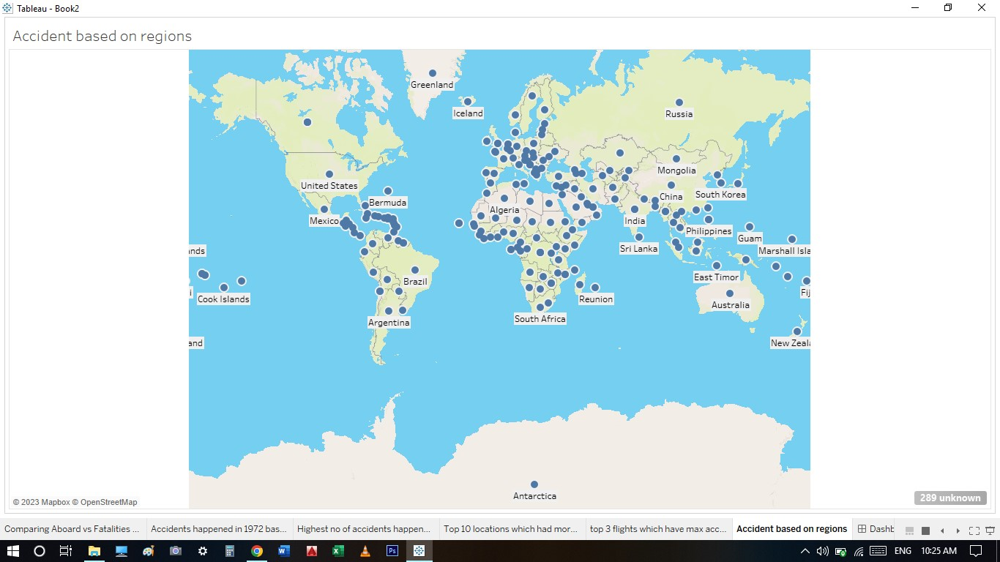 Tableau - Book2
Accident based on regions
Greenland
Iceland
Russia
Mongolia
United States
Bermuda
China
South Korea
Algeria
Mexico
India
Philippines
Guam
Sri Lanka
Marshall Isla
nds
East Timor
Brazil
i
Cook Islands
Reunion
Fij
Australia
South Africa
Argentina
and
New Zeala
Antarctica
289 unknown
© 2023 Mapbox © OpenStreetMap
Comparing Aboard vs Fatalities ...
Accidents happened in 1972 bas...
Highest no of accidents happen...
Top 10 locations which had mor...
top 3 flights which have max acc...
Accident based on regions
Dashb
W
X
Ps
ENG
10:25 AM